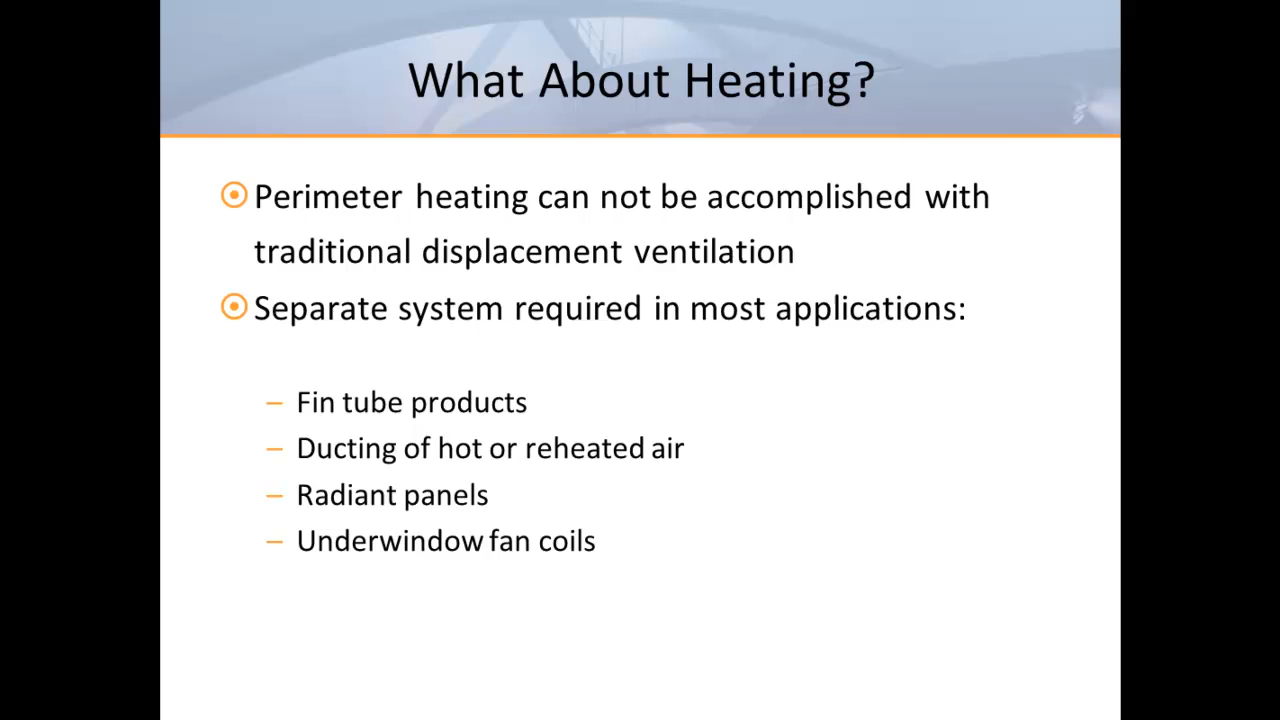 What About Heating?
Perimeter heating can not be accomplished with
traditional displacement ventilation
Separate system required in most applications:
– Fin tube products
– Ducting of hot or reheated air
– Radiant panels
– Underwindow fan coils